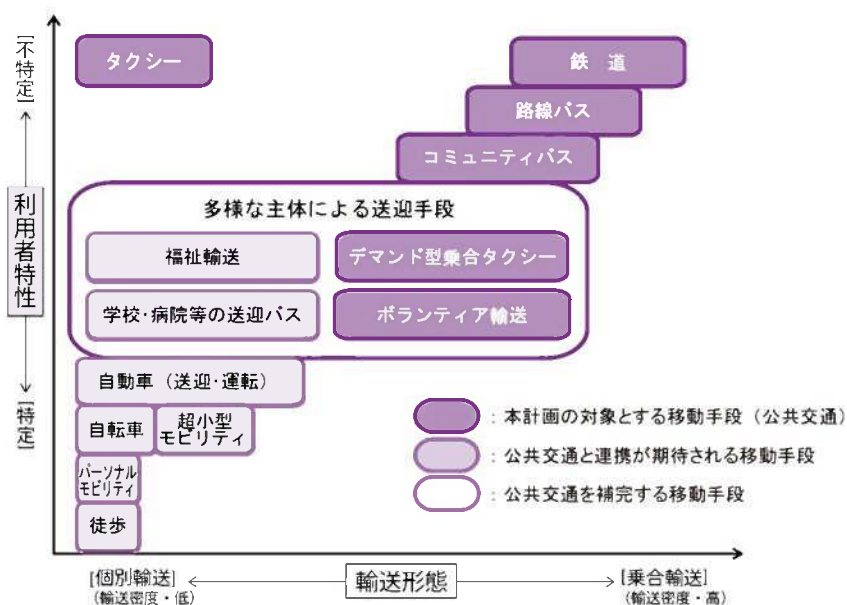 [不特定]
利用者特性
[特定]
タクシー
鉄 道
路線バス
コミュニティバス
多様な主体による送迎手段
福祉輸送
デマンド型乗合タクシー
学校・病院等の送迎バス
ボランティア輸送
自動車（送迎・運転）
自転車
超小型
モビリティ
パーソナル
モビリティ
徒歩
：本計画の対象とする移動手段（公共交通）
：公共交通と連携が期待される移動手段
：公共交通を補完する移動手段
[個別輸送]
（輸送密度・低）
輸送形態
[乗合輸送]
（輸送密度・高）